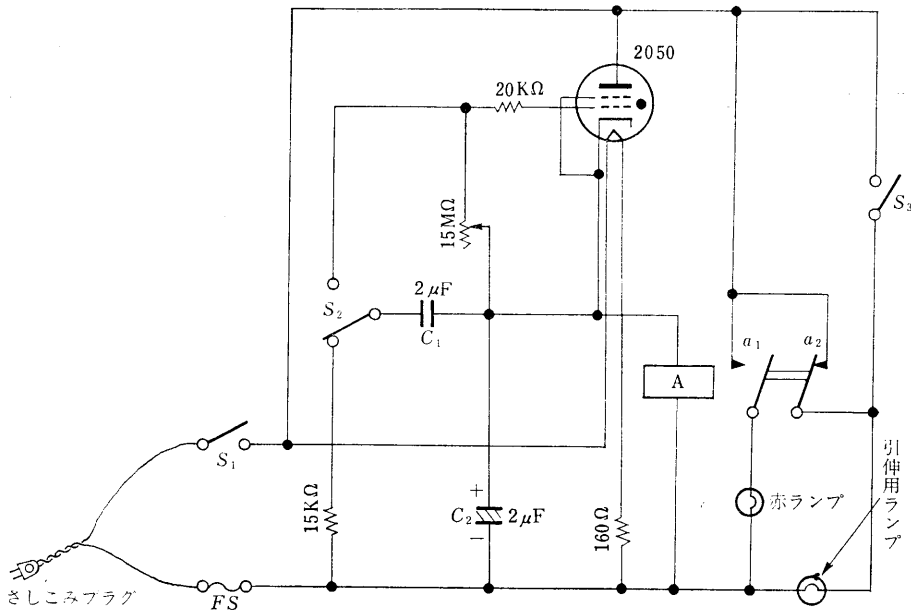 2050
20KΩ
15MΩ
S₃
2μF
S₂
C₁
a₁
a₂
A
S₁
引伸用ランプ
15KΩ
+
C₂
2μF
−
160Ω
赤ランプ
さしこみプラグ
FS